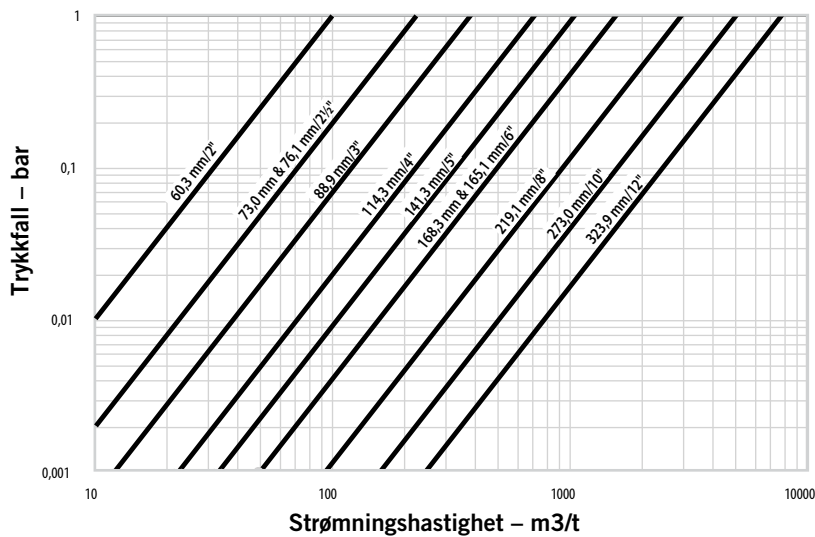 1
0,1
0,01
0,001
Trykkfall – bar
60,3 mm/2"
73,0 mm & 76,1 mm/2½"
88,9 mm/3"
114,3 mm/4"
141,3 mm/5"
168,3 mm & 165,1 mm/6"
219,1 mm/8"
273,0 mm/10"
323,9 mm/12"
10
100
1000
10000
Strømningshastighet – m3/t